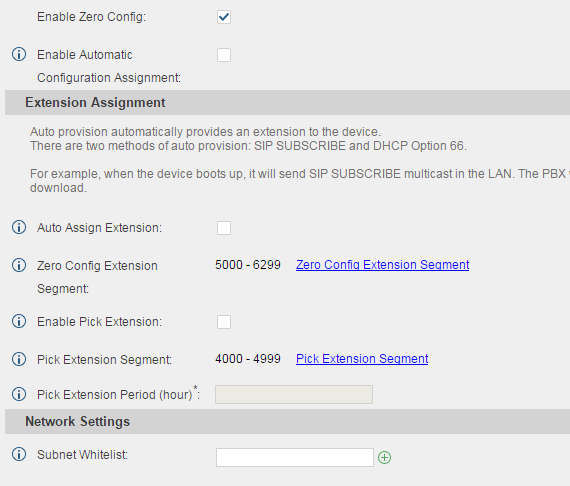 Enable Zero Config:
Enable Automatic
Configuration Assignment:
Extension Assignment
Auto provision automatically provides an extension to the device.
There are two methods of auto provision: SIP SUBSCRIBE and DHCP Option 66.
For example, when the device boots up, it will send SIP SUBSCRIBE multicast in the LAN. The PBX
download.
Auto Assign Extension:
Zero Config Extension 5000 - 6299 Zero Config Extension Segment
Segment:
Enable Pick Extension:
Pick Extension Segment: 4000 - 4999 Pick Extension Segment
Pick Extension Period (hour)*:
Network Settings
Subnet Whitelist: